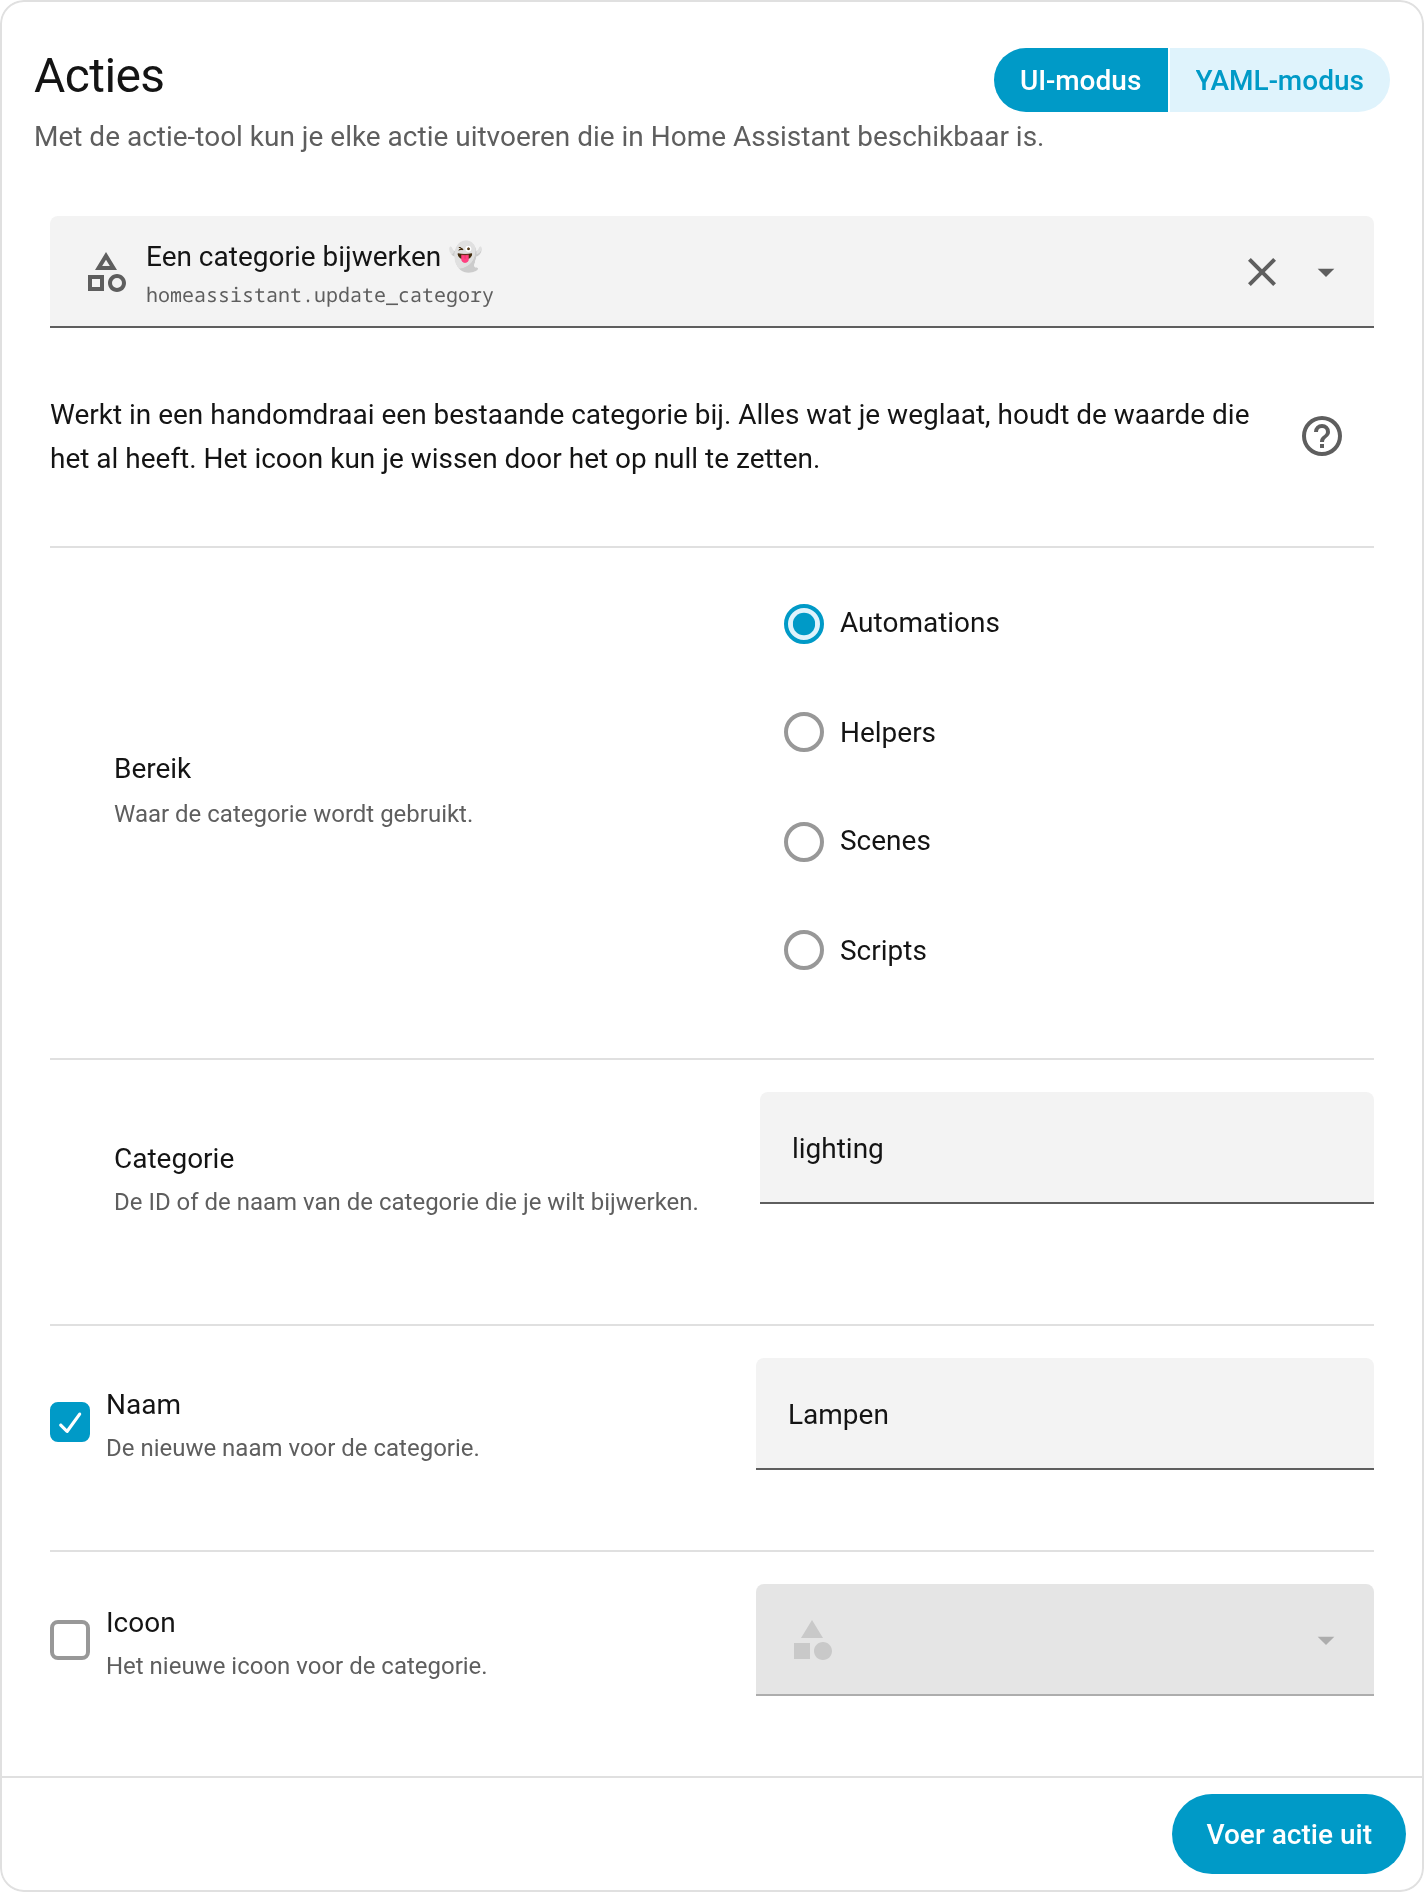 Acties
UI-modus
YAML-modus
Met de actie-tool kun je elke actie uitvoeren die in Home Assistant beschikbaar is.
Een categorie bijwerken 👻
homeassistant.update_category
Werkt in een handomdraai een bestaande categorie bij. Alles wat je weglaat, houdt de waarde die
het al heeft. Het icoon kun je wissen door het op null te zetten.
Automations
Helpers
Bereik
Waar de categorie wordt gebruikt.
Scenes
Scripts
Categorie
De ID of de naam van de categorie die je wilt bijwerken.
lighting
Naam
De nieuwe naam voor de categorie.
Lampen
Icoon
Het nieuwe icoon voor de categorie.
Voer actie uit